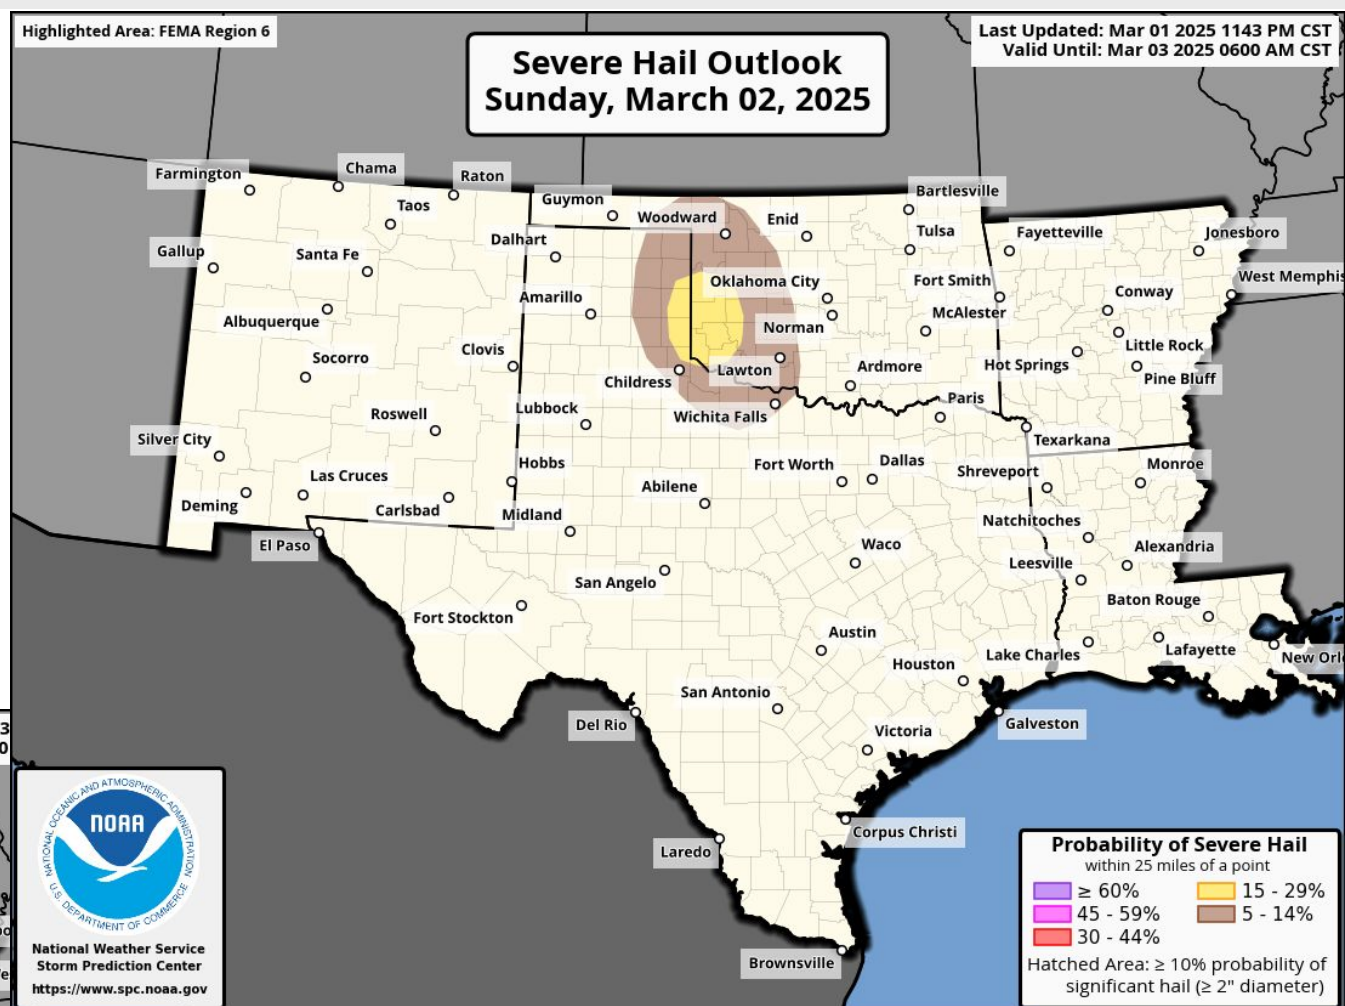 Highlighted Area: FEMA Region 6
Last Updated: Mar 01 2025 1143 PM CST
Valid Until: Mar 03 2025 0600 AM CST
Severe Hail Outlook
Sunday, March 02, 2025
Farmington
Chama
Raton
Taos
Guymon
Woodward
Enid
Bartlesville
Tulsa
Fayetteville
Jonesboro
Gallup
Santa Fe
Dalhart
Oklahoma City
Fort Smith
West Memphis
Albuquerque
Amarillo
Norman
McAlester
Conway
Little Rock
Socorro
Clovis
Childress
Lawton
Ardmore
Hot Springs
Pine Bluff
Roswell
Lubbock
Wichita Falls
Paris
Texarkana
Silver City
Las Cruces
Hobbs
Abilene
Fort Worth
Dallas
Shreveport
Monroe
Deming
Carlsbad
Midland
Natchitoches
El Paso
San Angelo
Waco
Leesville
Alexandria
Fort Stockton
Austin
Baton Rouge
Houston
Lake Charles
Lafayette
New Orl
San Antonio
Del Rio
Victoria
Galveston
Corpus Christi
Laredo
Brownsville
3
0
NATIONAL OCEANIC AND ATMOSPHERIC ADMINISTRATION
NOAA
U.S. DEPARTMENT OF COMMERCE
National Weather Service
Storm Prediction Center
https://www.spc.noaa.gov
Probability of Severe Hail
within 25 miles of a point
≥ 60%
15 - 29%
45 - 59%
5 - 14%
30 - 44%
Hatched Area: ≥ 10% probability of
significant hail (≥ 2" diameter)